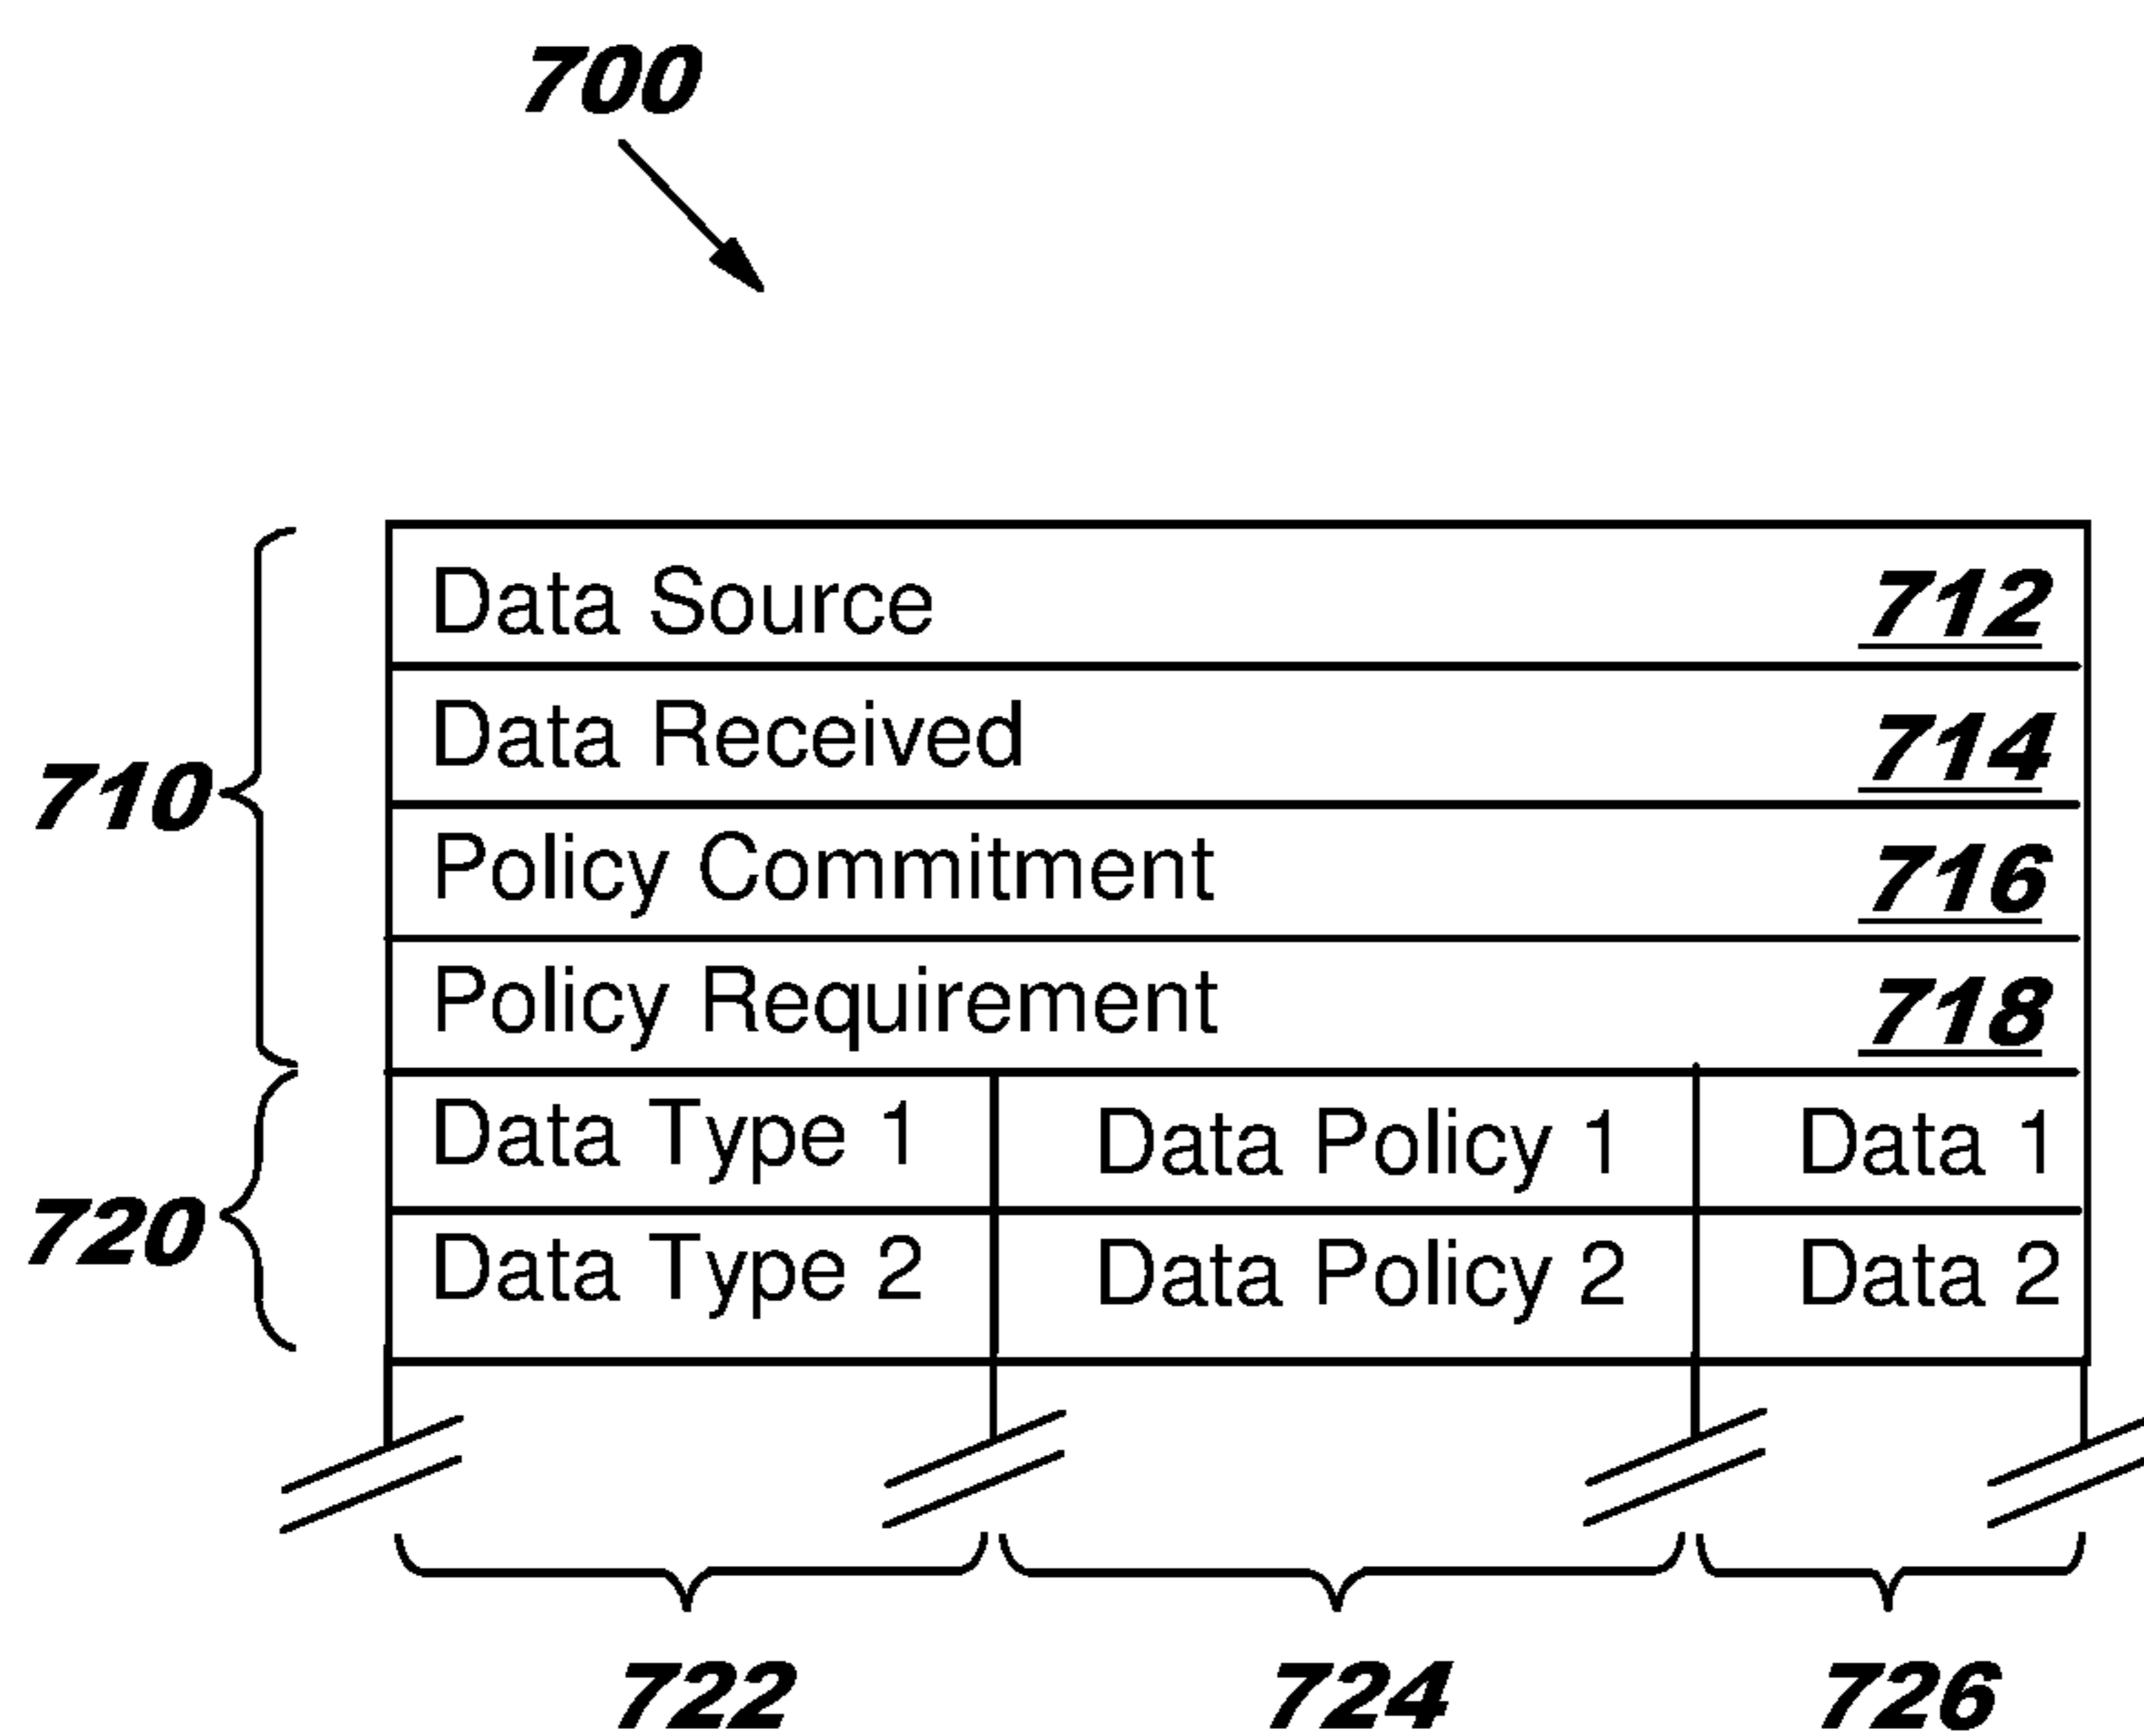 700
Data Source 712
Data Received 714
710
Policy Commitment 716
Policy Requirement 718
Data Type 1 Data Policy 1 Data 1
720
Data Type 2 Data Policy 2 Data 2
722 724 726